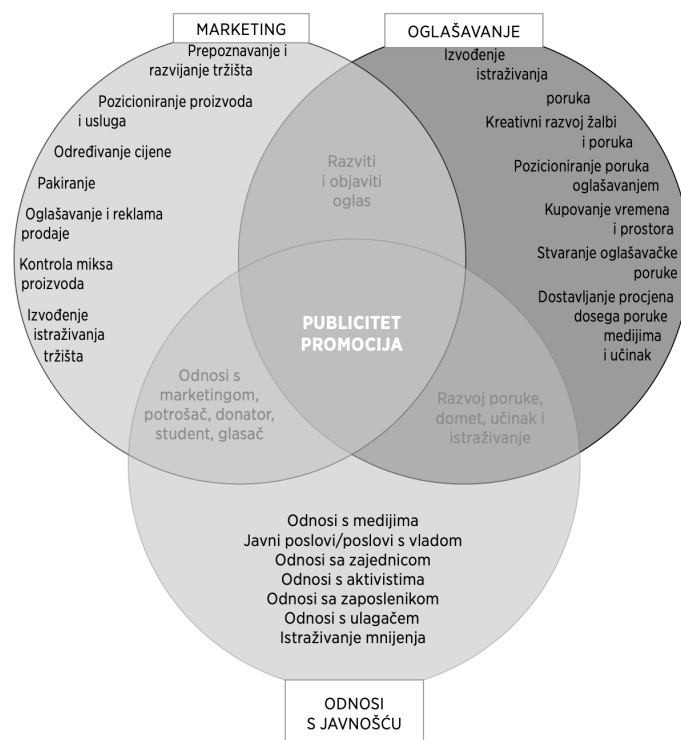 MARKETING
Prepoznavanje i
razvijanje tržišta
Pozicioniranje proizvoda
i usluga
Određivanje cijene
Pakiranje
Oglašavanje i reklama
prodaje
Kontrola miksa
proizvoda
Izvođenje
istraživanja
tržišta
OGLAŠAVANJE
Izvođenje
istraživanja
poruka
Kreativni razvoj žalbi
i poruka
Pozicioniranje poruka
oglašavanjem
Kupovanje vremena
i prostora
Stvaranje oglašavačke
poruke
Dostavljanje procjena
dosega poruke
medijima
i učinak
Razviti
i objaviti
oglas
PUBLICITET
PROMOCIJA
Odnosi s
marketingom,
potrošač, donator,
student, glasač
Razvoj poruke,
domet, učinak i
istraživanje
Odnosi s medijima
Javni poslovi/poslovi s vladom
Odnosi sa zajednicom
Odnosi s aktivistima
Odnosi sa zaposlenikom
Odnosi s ulagačem
Istraživanje mnijenja
ODNOSI
S JAVNOŠĆU